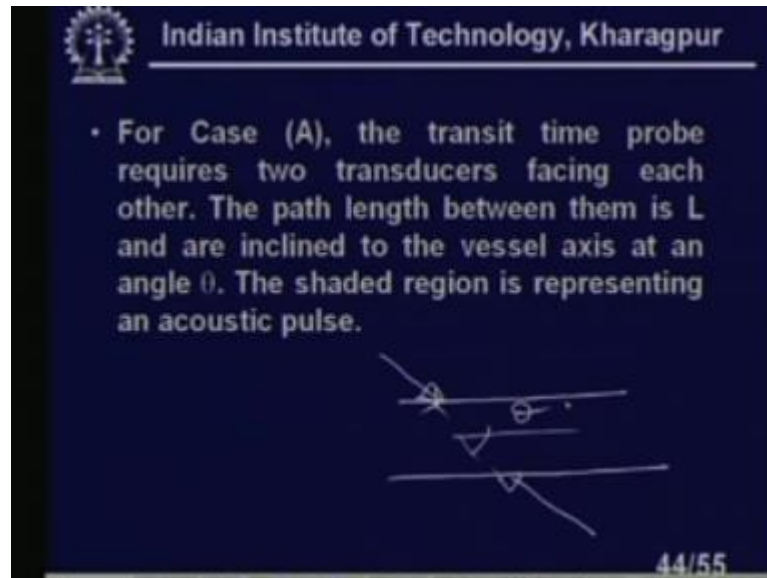 Indian Institute of Technology, Kharagpur
• For Case (A), the transit time probe
requires two transducers facing each
other. The path length between them is L
and are inclined to the vessel axis at an
angle θ. The shaded region is representing
an acoustic pulse.
θ
44/55